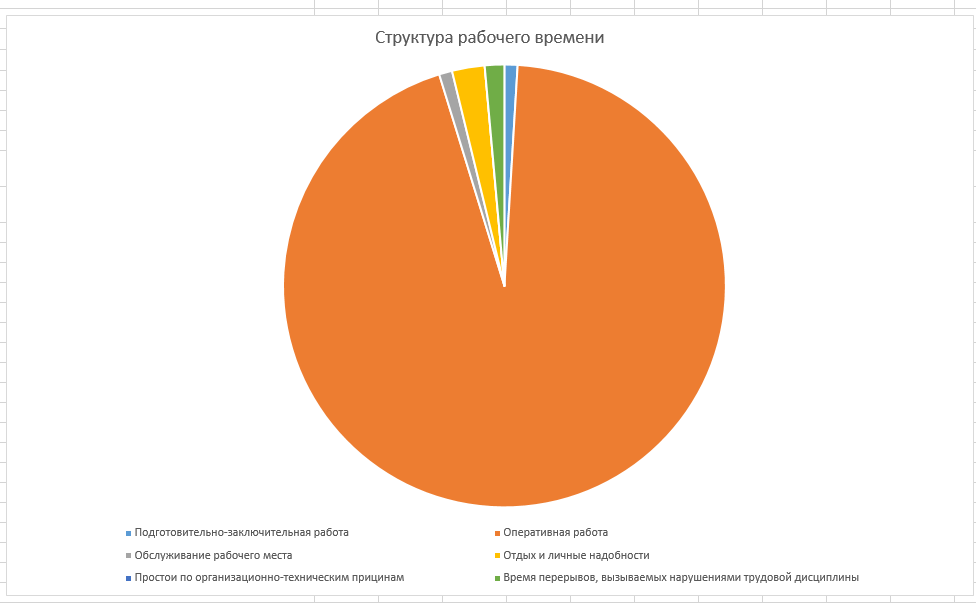 Структура рабочего времени
Подготовительно-заключительная работа
Оперативная работа
Обслуживание рабочего места
Отдых и личные надобности
Простои по организационно-техническим прицинам
Время перерывов, вызываемых нарушениями трудовой дисциплины